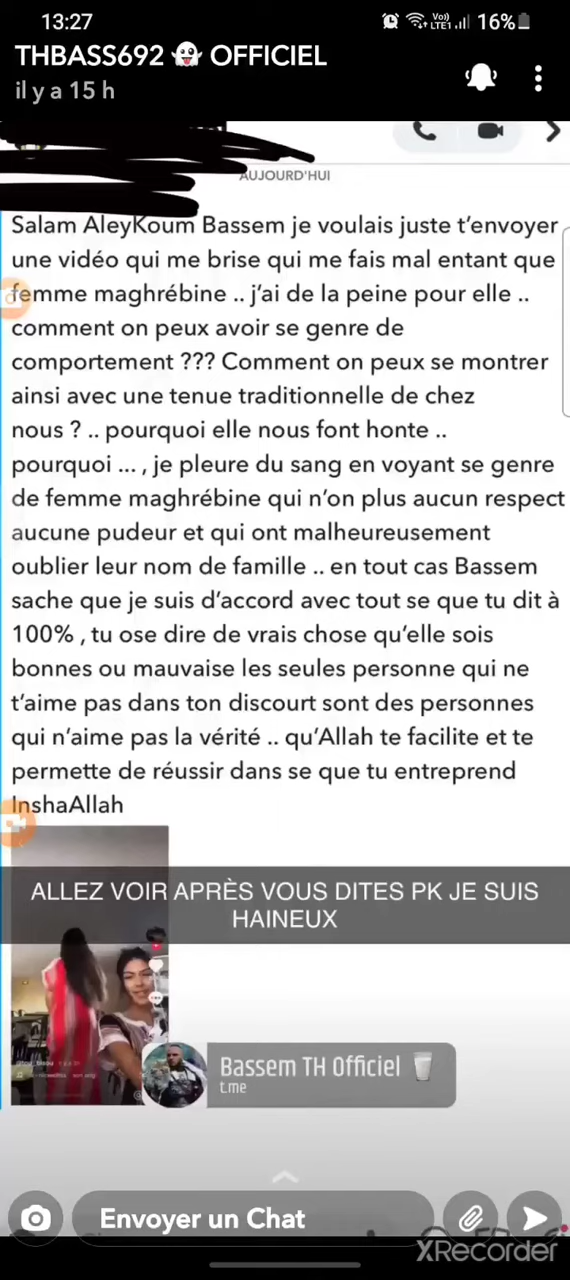 13:27
Vo)) LTE1 16%
THBASS692 👻 OFFICIEL
il y a 15 h
AUJOURD'HUI
Salam AleyKoum Bassem je voulais juste t'envoyer
une vidéo qui me brise qui me fais mal entant que
femme maghrébine .. j'ai de la peine pour elle ..
comment on peux avoir se genre de
comportement ??? Comment on peux se montrer
ainsi avec une tenue traditionnelle de chez
nous ? .. pourquoi elle nous font honte ..
pourquoi ... , je pleure du sang en voyant se genre
de femme maghrébine qui n'on plus aucun respect
aucune pudeur et qui ont malheureusement
oublier leur nom de famille .. en tout cas Bassem
sache que je suis d'accord avec tout se que tu dit à
100% , tu ose dire de vrais chose qu'elle sois
bonnes ou mauvaise les seules personne qui ne
t'aime pas dans ton discourt sont des personnes
qui n'aime pas la vérité .. qu'Allah te facilite et te
permette de réussir dans se que tu entreprend
InshaAllah
ALLEZ VOIR APRÈS VOUS DITES PK JE SUIS
HAINEUX
Bassem TH Officiel 🥛
t.me
Envoyer un Chat
XRecorder